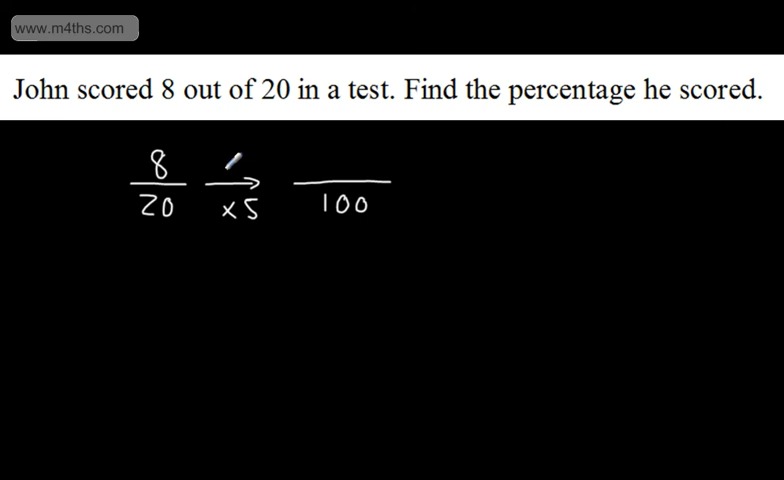 www.m4ths.com
John scored 8 out of 20 in a test. Find the percentage he scored.
8
20 x5 100